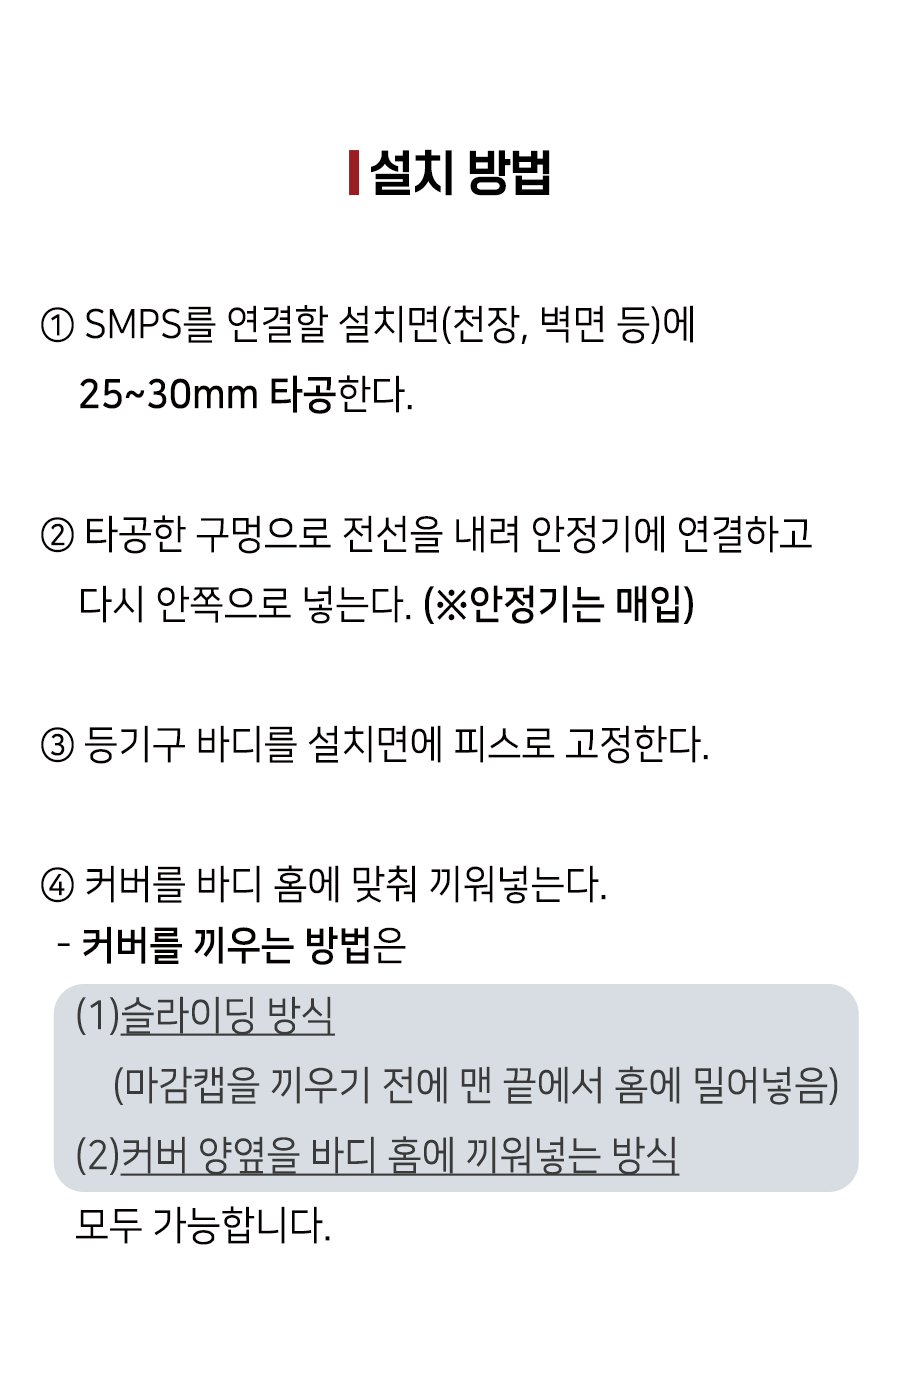 설치 방법
① SMPS를 연결할 설치면(천장, 벽면 등)에
25~30mm 타공한다.
② 타공한 구멍으로 전선을 내려 안정기에 연결하고
다시 안쪽으로 넣는다. (※안정기는 매입)
③ 등기구 바디를 설치면에 피스로 고정한다.
④ 커버를 바디 홈에 맞춰 끼워넣는다.
- 커버를 끼우는 방법은
(1)슬라이딩 방식
(마감캡을 끼우기 전에 맨 끝에서 홈에 밀어넣음)
(2)커버 양옆을 바디 홈에 끼워넣는 방식
모두 가능합니다.